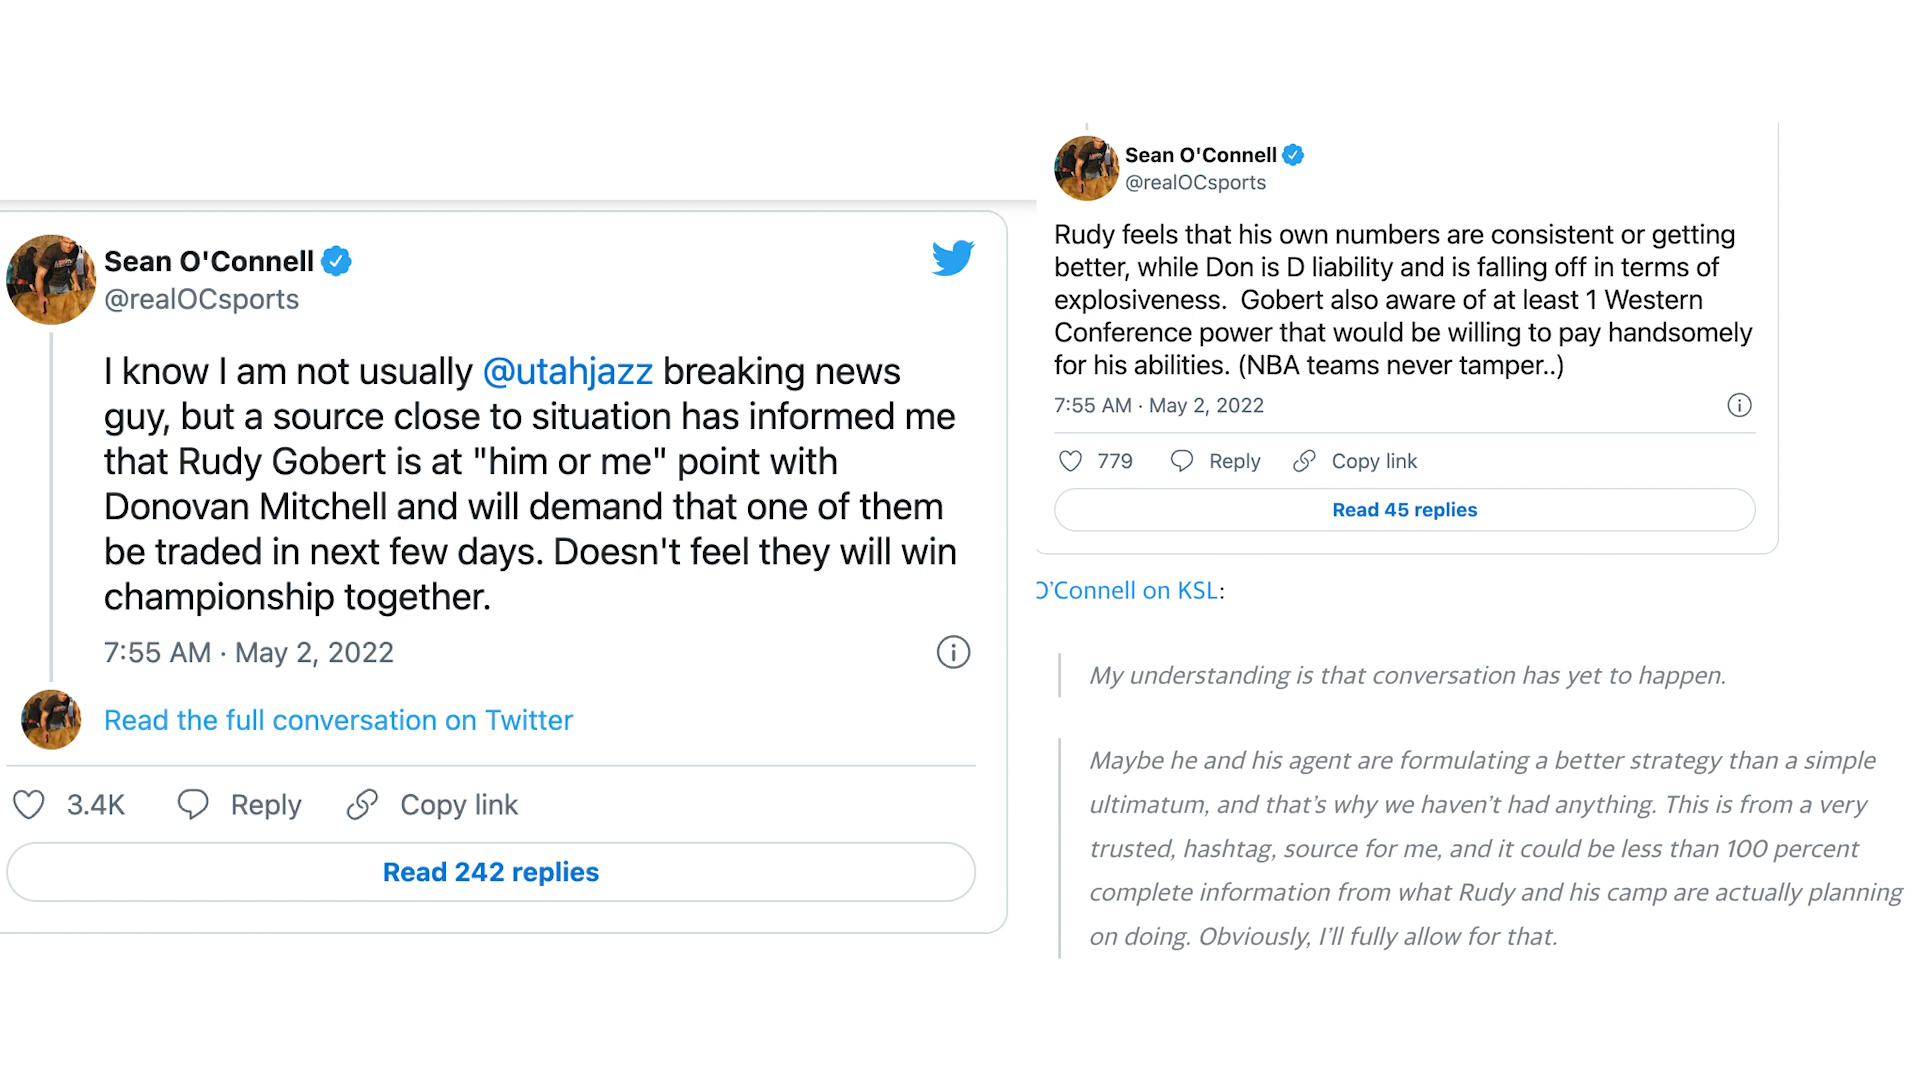 Sean O'Connell
@realOCsports
I know I am not usually @utahjazz breaking news
guy, but a source close to situation has informed me
that Rudy Gobert is at "him or me" point with
Donovan Mitchell and will demand that one of them
be traded in next few days. Doesn't feel they will win
championship together.
7:55 AM · May 2, 2022
Read the full conversation on Twitter
3.4K Reply Copy link
Read 242 replies
Sean O'Connell
@realOCsports
Rudy feels that his own numbers are consistent or getting
better, while Don is D liability and is falling off in terms of
explosiveness. Gobert also aware of at least 1 Western
Conference power that would be willing to pay handsomely
for his abilities. (NBA teams never tamper..)
7:55 AM · May 2, 2022
779 Reply Copy link
Read 45 replies
O’Connell on KSL:
My understanding is that conversation has yet to happen.
Maybe he and his agent are formulating a better strategy than a simple
ultimatum, and that’s why we haven’t had anything. This is from a very
trusted, hashtag, source for me, and it could be less than 100 percent
complete information from what Rudy and his camp are actually planning
on doing. Obviously, I’ll fully allow for that.